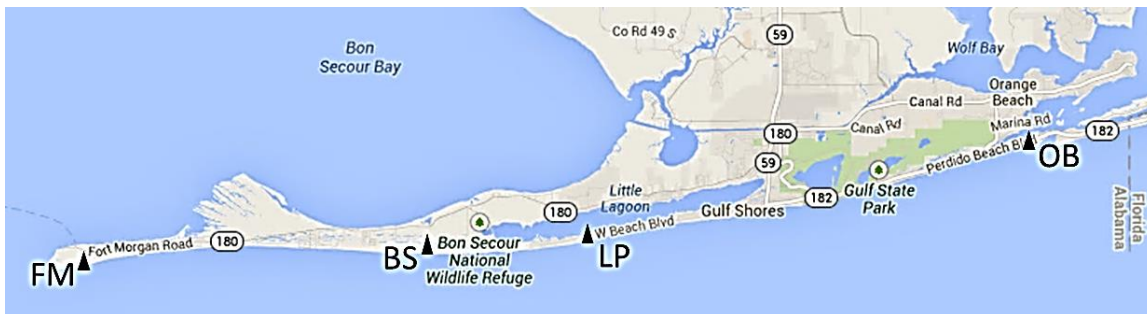 Co Rd 49 S
59
Wolf Bay
Bon
Secour Bay
Orange
Beach
Canal Rd
Canal Rd
Marina Rd
180
182
59
Perdido Beach Blvd
OB
Gulf State
Park
182
Little
Lagoon
180
Gulf Shores
W Beach Blvd
Florida
Alabama
Fort Morgan Road
180
FM
BS
Bon Secour
National
Wildlife Refuge
LP